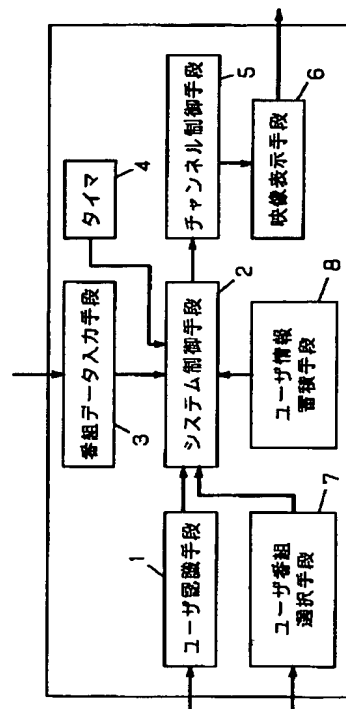 番組データ入力手段
3
タイマ
4
ユーザ認識手段
1
システム制御手段
2
チャンネル制御手段
5
映像表示手段
6
ユーザ番組
選択手段
7
ユーザ情報
蓄積手段
8